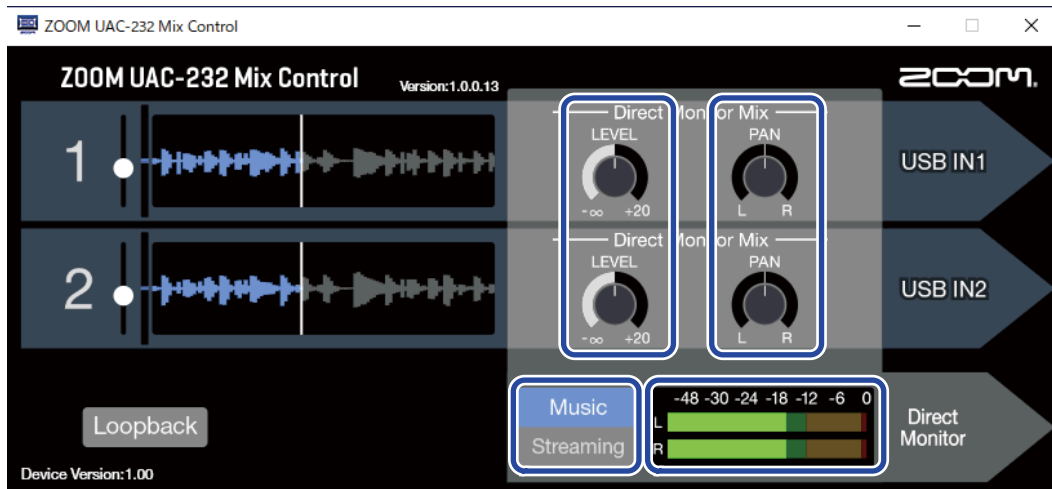 ZOOM UAC-232 Mix Control
ZOOM UAC-232 Mix Control
Version:1.0.0.13
ZOOM
1
Direct Monitor Mix
LEVEL
PAN
-∞ +20
L R
USB IN1
2
Direct Monitor Mix
LEVEL
PAN
-∞ +20
L R
USB IN2
Loopback
Music
Streaming
-48 -30 -24 -18 -12 -6 0
L
R
Direct
Monitor
Device Version:1.00